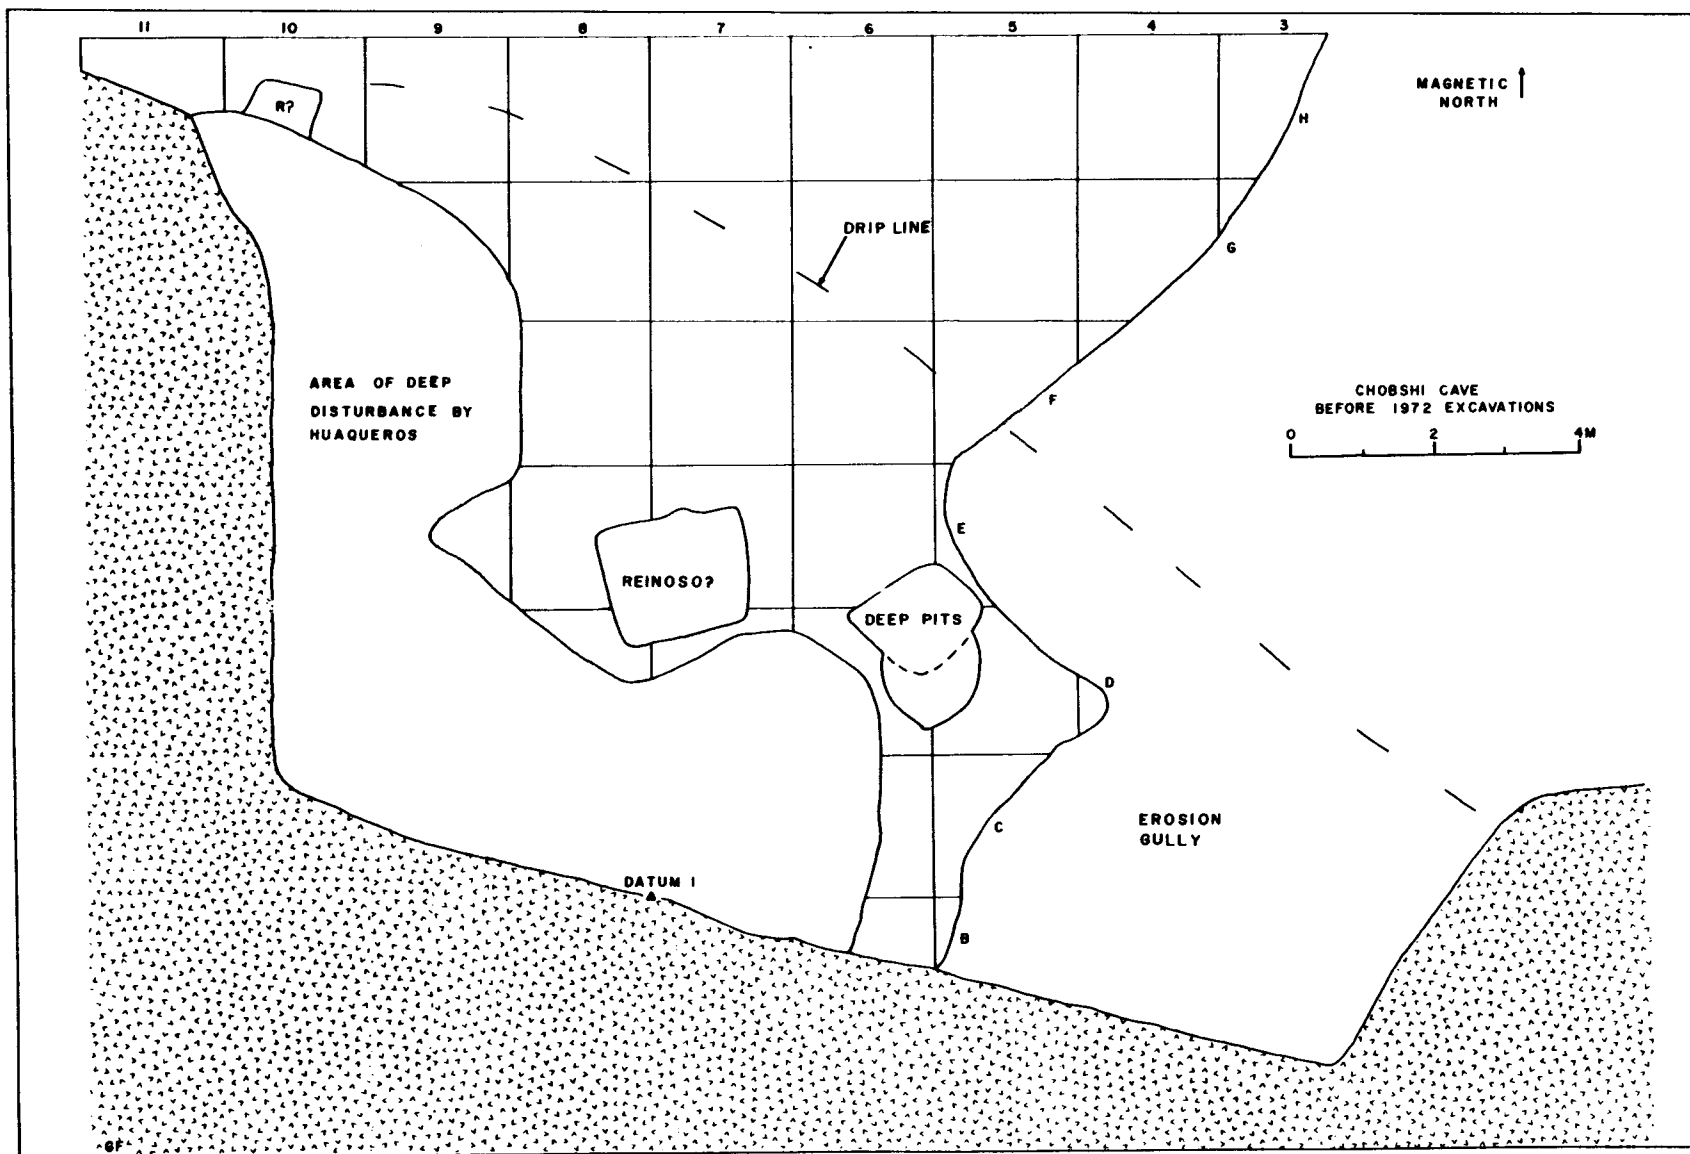 11 10 9 8 7 6 5 4 3
MAGNETIC
NORTH
R?
H
DRIP LINE
G
AREA OF DEEP
DISTURBANCE BY
HUAQUEROS
F
CHOBSHI CAVE
BEFORE 1972 EXCAVATIONS
0 2 4M
E
REINOSO?
DEEP PITS
D
C
EROSION
GULLY
DATUM 1
B
GF